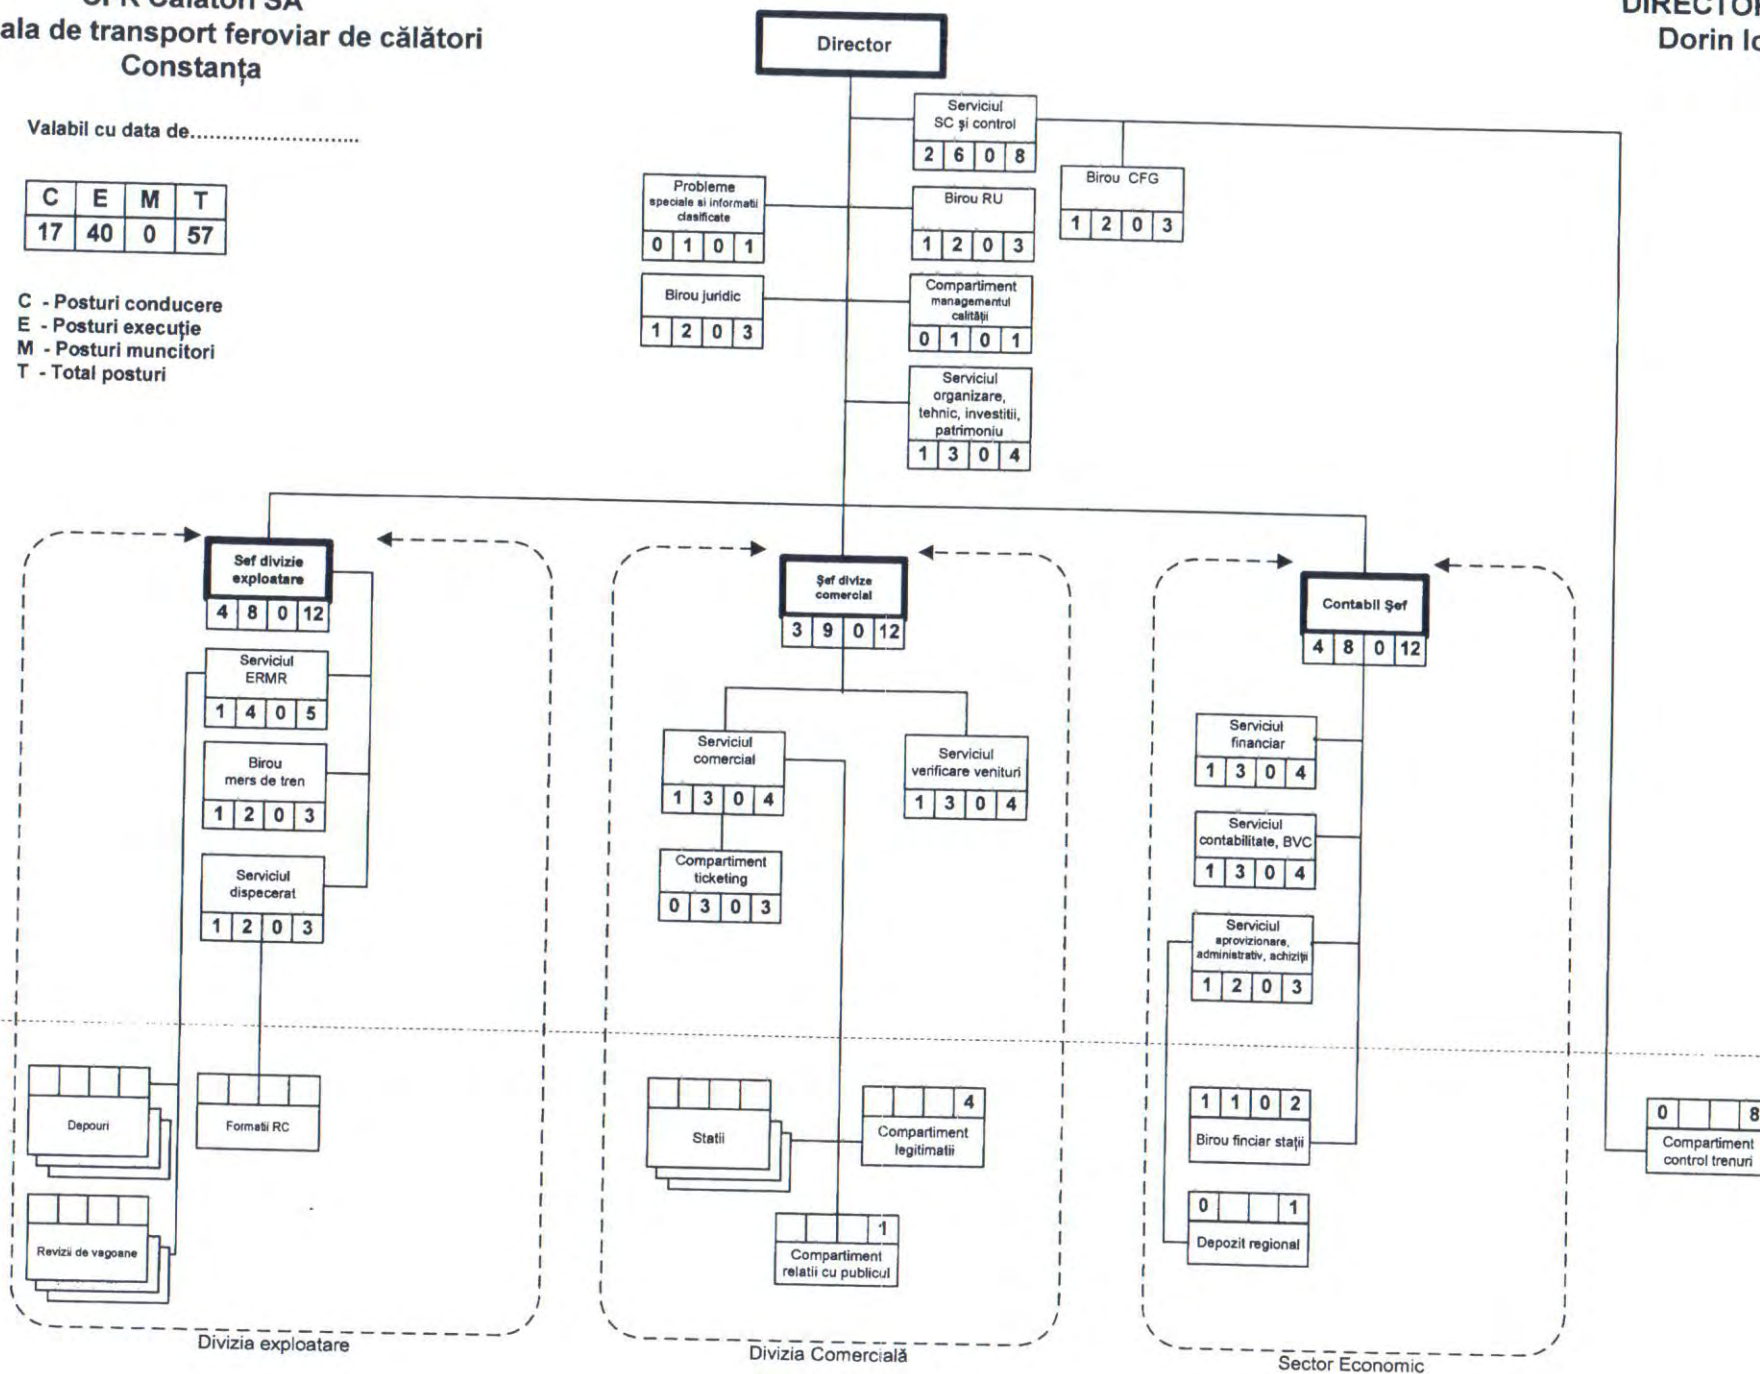 CFR Călători SA
ala de transport feroviar de călători
Constanța
DIRECTOR
Dorin Io
Valabil cu data de..........................
C E M T
17 40 0 57
C - Posturi conducere
E - Posturi execuție
M - Posturi muncitori
T - Total posturi
Director
Serviciul
SC și control
2 6 0 8
Birou CFG
1 2 0 3
Probleme
speciale si informatii
clasificate
0 1 0 1
Birou RU
1 2 0 3
Birou juridic
1 2 0 3
Compartiment
managementul
calității
0 1 0 1
Serviciul
organizare,
tehnic, investitii,
patrimoniu
1 3 0 4
Sef divizie
exploatare
4 8 0 12
Serviciul
ERMR
1 4 0 5
Birou
mers de tren
1 2 0 3
Serviciul
dispecerat
1 2 0 3
Depouri
Formatii RC
Revizii de vagoane
Divizia exploatare
Șef divize
comercial
3 9 0 12
Serviciul
comercial
1 3 0 4
Serviciul
verificare venituri
1 3 0 4
Compartiment
ticketing
0 3 0 3
Statii
4
Compartiment
legitimatii
1
Compartiment
relatii cu publicul
Divizia Comercială
Contabil Șef
4 8 0 12
Serviciul
financiar
1 3 0 4
Serviciul
contabilitate, BVC
1 3 0 4
Serviciul
aprovizionare,
administrativ, achiziții
1 2 0 3
1 1 0 2
Birou finciar stații
0 1
Depozit regional
Sector Economic
0 8
Compartiment
control trenuri